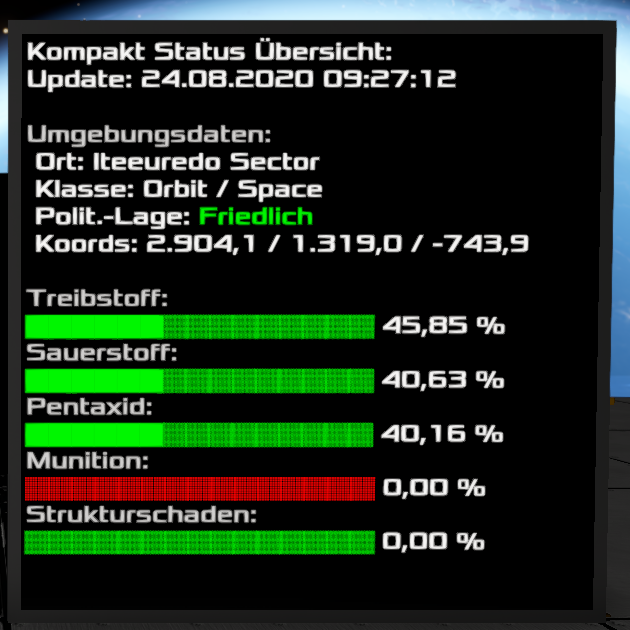 Kompakt Status Übersicht:
Update: 24.08.2020 09:27:12
Umgebungsdaten:
Ort: Iteeuredo Sector
Klasse: Orbit / Space
Polit.-Lage: Friedlich
Koords: 2.904,1 / 1.319,0 / -743,9
Treibstoff:
45,85 %
Sauerstoff:
40,63 %
Pentaxid:
40,16 %
Munition:
0,00 %
Strukturschaden:
0,00 %